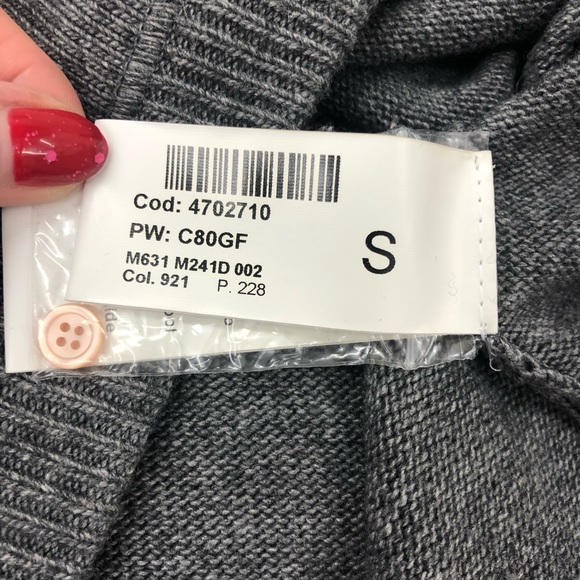 Cod: 4702710
PW: C80GF
M631 M241D 002
Col. 921 P. 228
S